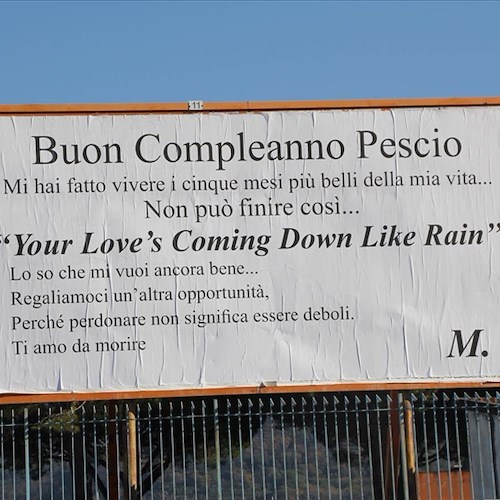 11
Buon Compleanno Pescio
Mi hai fatto vivere i cinque mesi più belli della mia vita...
Non può finire così...
“Your Love’s Coming Down Like Rain”
Lo so che mi vuoi ancora bene...
Regaliamoci un’altra opportunità,
Perché perdonare non significa essere deboli.
Ti amo da morire
M.